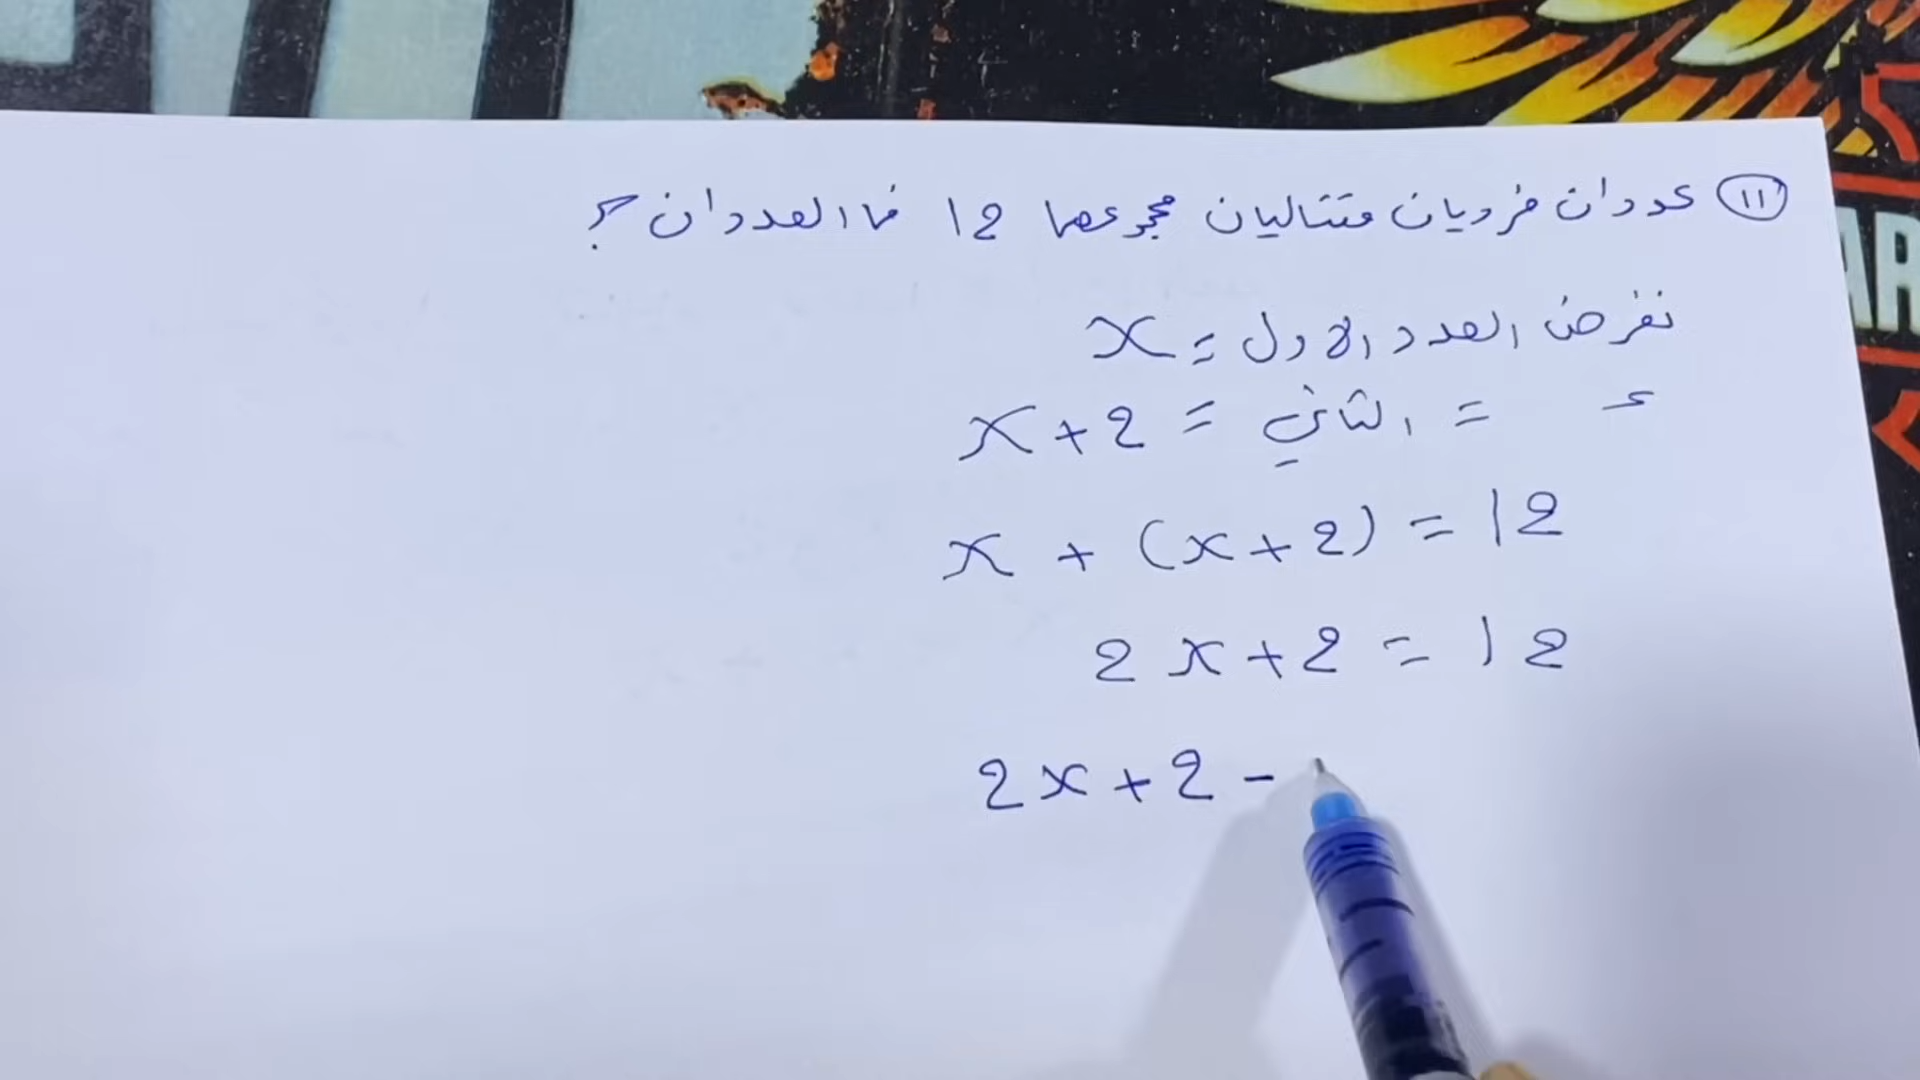 AR
⑪ عددان فرديان متتاليان مجموعهما 12 فما العددان ؟
نفرض العدد الاول = x
= = الثاني = x+2
x + (x+2) = 12
2x+2 = 12
2x+2 -